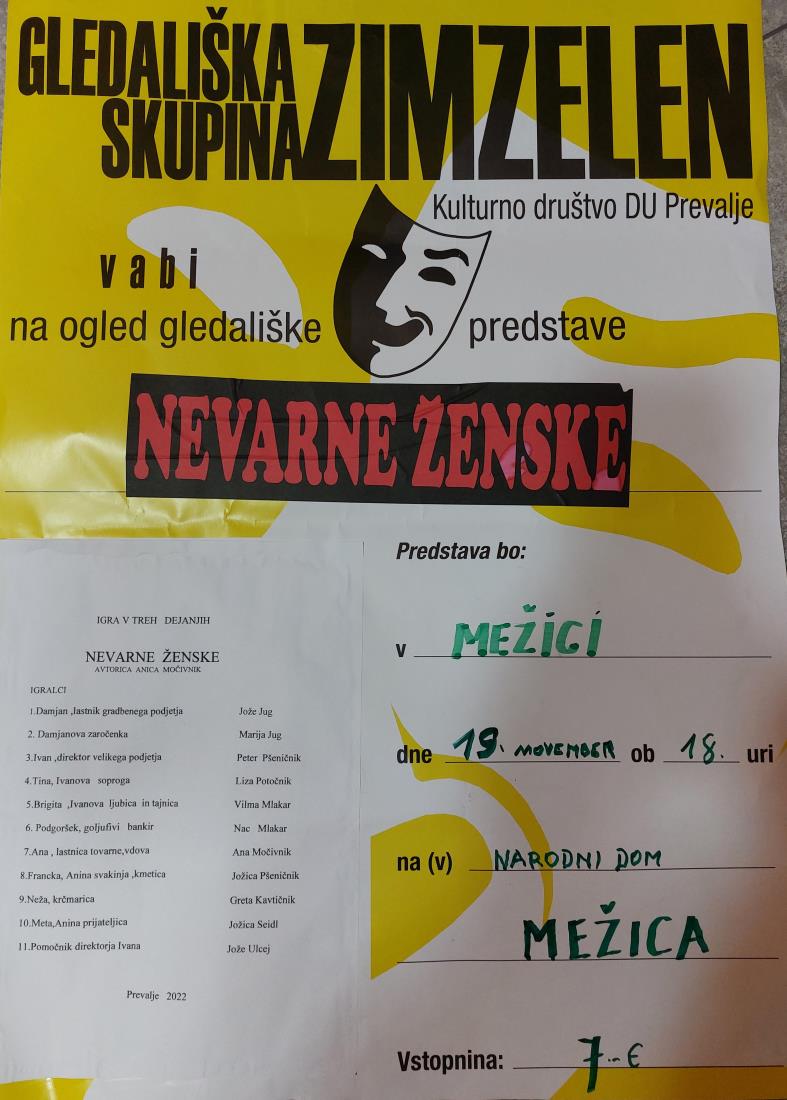 GLEDALIŠKA
SKUPINA ZIMZELEN
Kulturno društvo DU Prevalje
vabi
na ogled gledališke predstave
NEVARNE ŽENSKE
IGRA V TREH DEJANJIH
NEVARNE ŽENSKE
AVTORICA ANICA MOČIVNIK
IGRALCI
1.Damjan ,lastnik gradbenega podjetja Jože Jug
2. Damjanova zaročenka Marija Jug
3.Ivan ,direktor velikega podjetja Peter Pšeničnik
4.Tina, Ivanova soproga Liza Potočnik
5.Brigita ,Ivanova ljubica in tajnica Vilma Mlakar
6. Podgoršek, goljufivi bankir Nac Mlakar
7.Ana , lastnica tovarne,vdova Ana Močivnik
8.Francka, Anina svakinja ,kmetica Jožica Pšeničnik
9.Neža, krčmarica Greta Kavtičnik
10.Meta,Anina prijateljica Jožica Seidl
11.Pomočnik direktorja Ivana Jože Ulcej
Prevalje 2022
Predstava bo:
v MEŽICI
dne 19. NOVEMBER ob 18. uri
na (v) NARODNI DOM
MEŽICA
Vstopnina: 7.- €